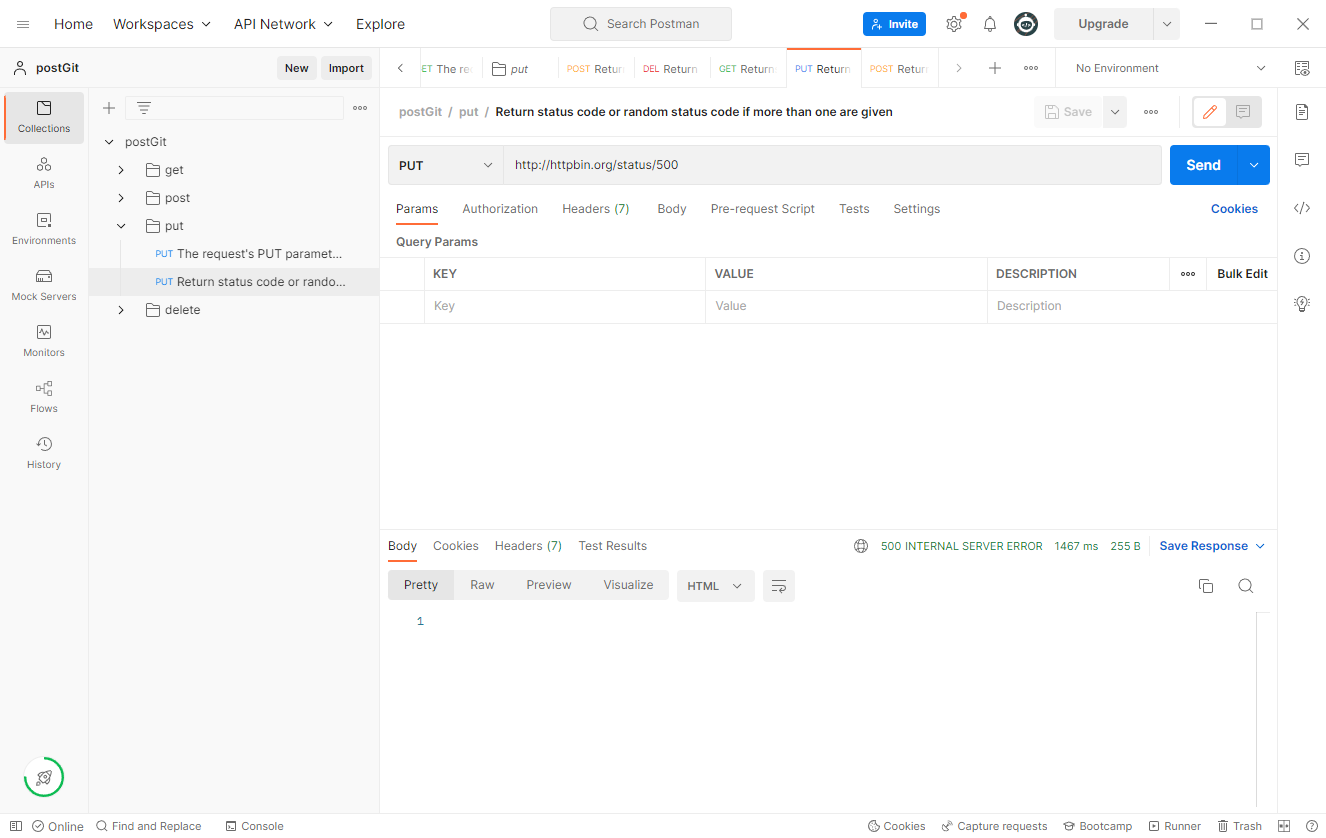 Home Workspaces API Network Explore Search Postman Invite Upgrade
postGit New Import ET The re put POST Retur DEL Return GET Return PUT Return POST Retur No Environment
postGit / put / Return status code or random status code if more than one are given Save
PUT http://httpbin.org/status/500 Send
Params Authorization Headers (7) Body Pre-request Script Tests Settings Cookies
Query Params
KEY VALUE DESCRIPTION Bulk Edit
Key Value Description
Collections
APIs
Environments
Mock Servers
Monitors
Flows
History
postGit
get
post
put
PUT The request's PUT paramet...
PUT Return status code or rando...
delete
Body Cookies Headers (7) Test Results 500 INTERNAL SERVER ERROR 1467 ms 255 B Save Response
Pretty Raw Preview Visualize HTML
1
Online Find and Replace Console Cookies Capture requests Bootcamp Runner Trash